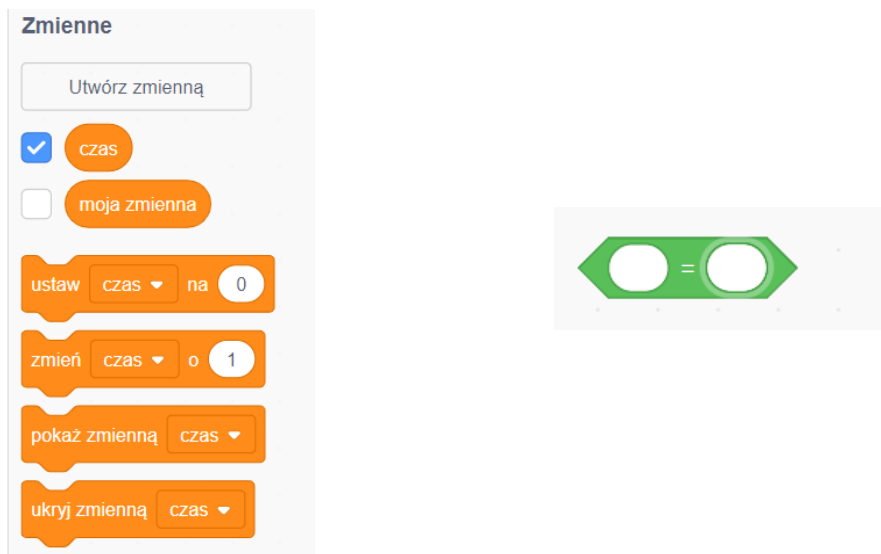 Zmienne
Utwórz zmienną
czas
moja zmienna
ustaw czas na 0
zmień czas o 1
pokaż zmienną czas
ukryj zmienną czas
=